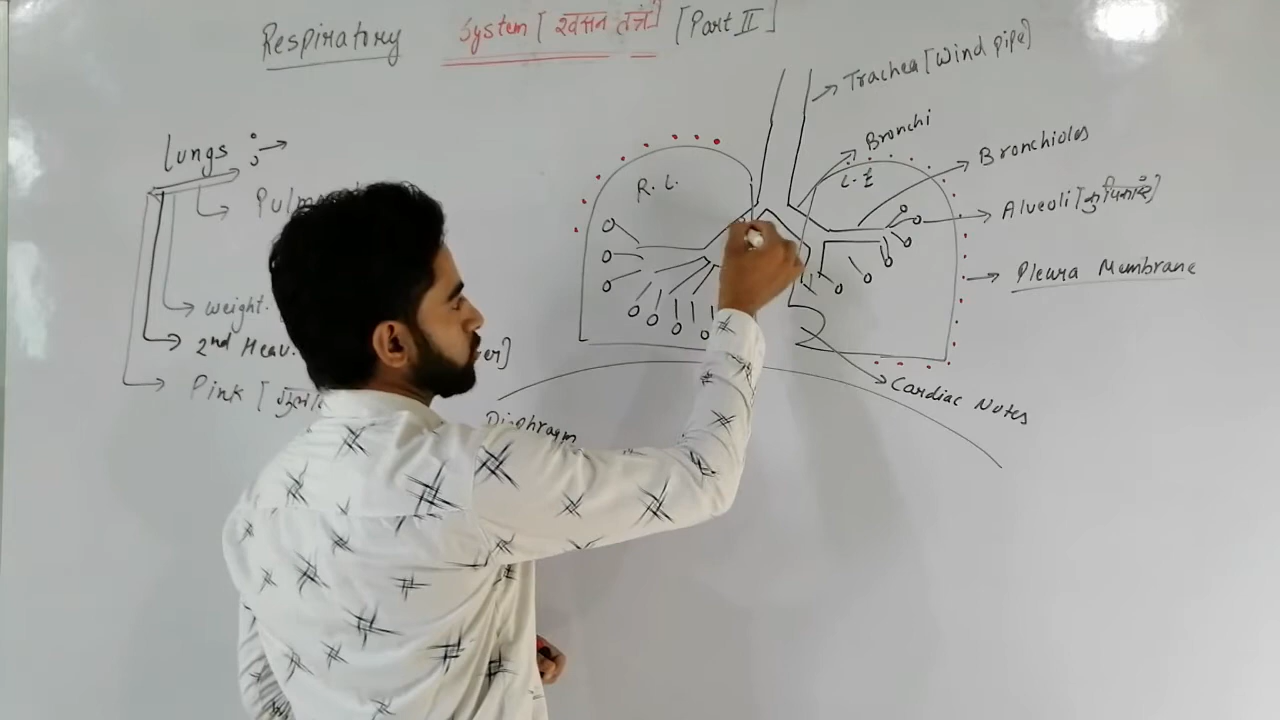 Respiratory System [श्वसन तंत्र] [Part II]
Lungs :→
weight.
2nd Heav.
Pink [
R. L.
L. L
Trachea [Wind pipe]
Bronchi
Bronchioles
Alveoli [कुपिकाएं]
Pleura Membrane
Cardiac Notes
Diaphragm